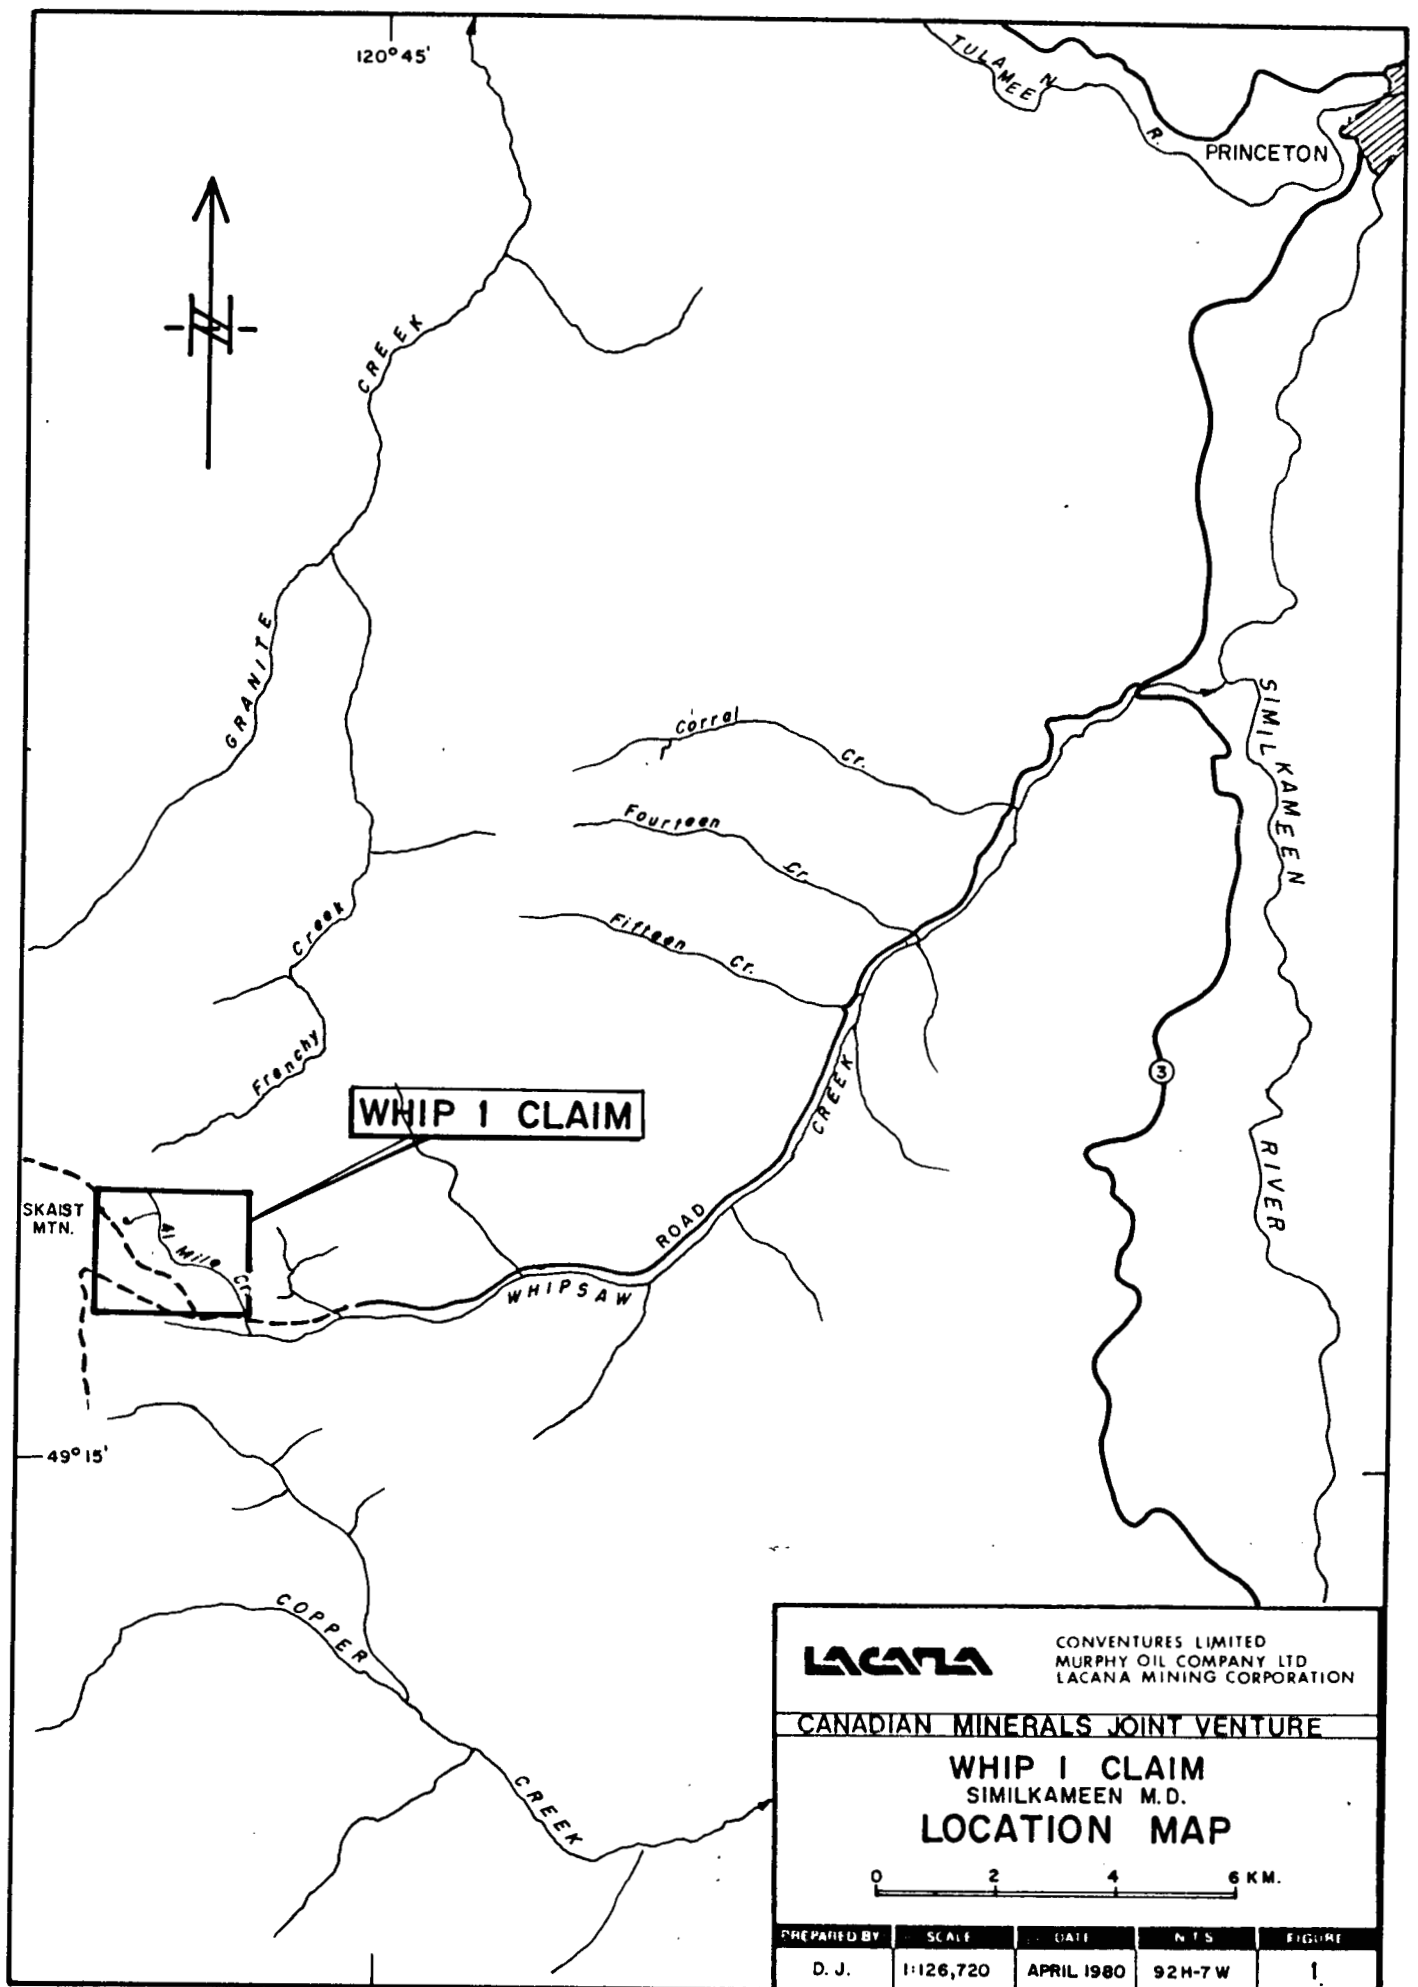 120° 45'
TULAMEEN R.
PRINCETON
N
GRANITE CREEK
SIMILKAMEEN RIVER
Corral Cr.
Fourteen Cr.
Fifteen Cr.
Frenchy Creek
3
WHIP 1 CLAIM
SKAIST
MTN.
41 Mile Cr.
WHIPSAW CREEK
ROAD
49° 15'
COPPER CREEK
LACANA
CONVENTURES LIMITED
MURPHY OIL COMPANY LTD
LACANA MINING CORPORATION
CANADIAN MINERALS JOINT VENTURE
WHIP 1 CLAIM
SIMILKAMEEN M.D.
LOCATION MAP
0 2 4 6 KM.
PREPARED BY SCALE DATE N T S FIGURE
D. J. 1:126,720 APRIL 1980 92H-7W 1.